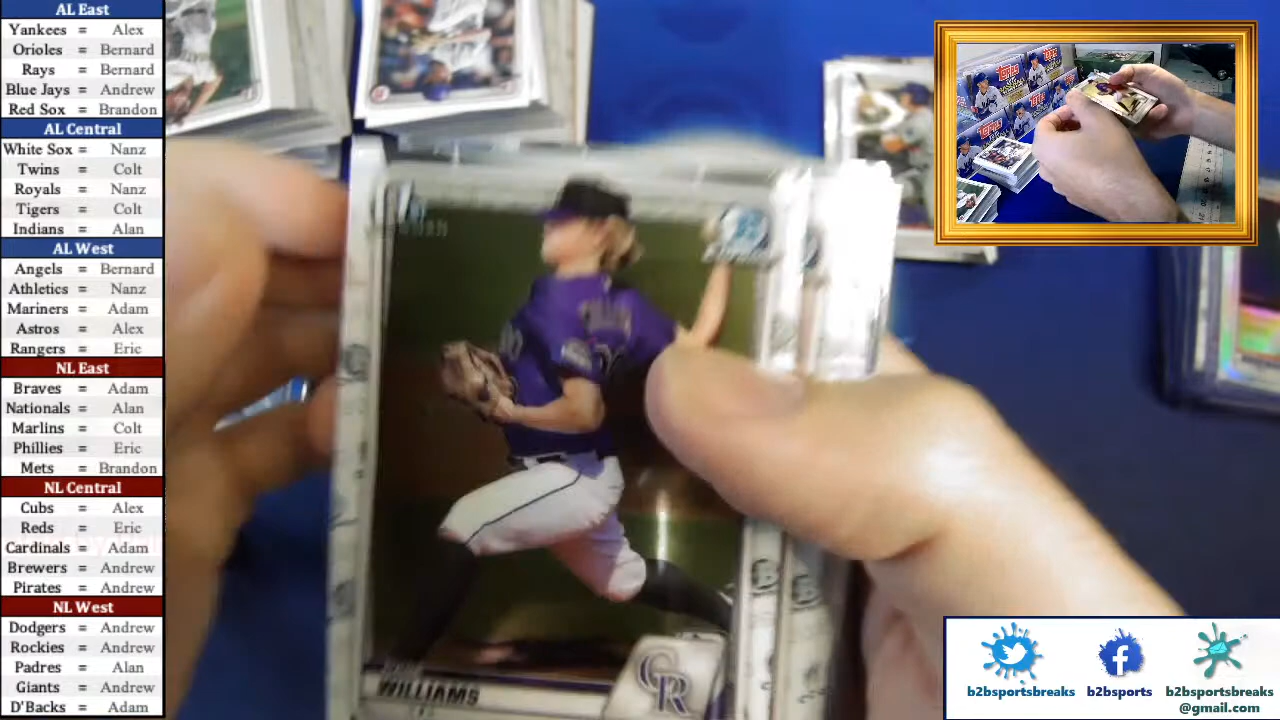 AL East
Yankees = Alex
Orioles = Bernard
Rays = Bernard
Blue Jays = Andrew
Red Sox = Brandon
AL Central
White Sox = Nanz
Twins = Colt
Royals = Nanz
Tigers = Colt
Indians = Alan
AL West
Angels = Bernard
Athletics = Nanz
Mariners = Adam
Astros = Alex
Rangers = Eric
NL East
Braves = Adam
Nationals = Alan
Marlins = Colt
Phillies = Eric
Mets = Brandon
NL Central
Cubs = Alex
Reds = Eric
Cardinals = Adam
Brewers = Andrew
Pirates = Andrew
NL West
Dodgers = Andrew
Rockies = Andrew
Padres = Alan
Giants = Andrew
D'Backs = Adam
WILLIAMS
CR
Topps
Topps
b2bsportsbreaks
b2bsports
b2bsportsbreaks
@gmail.com